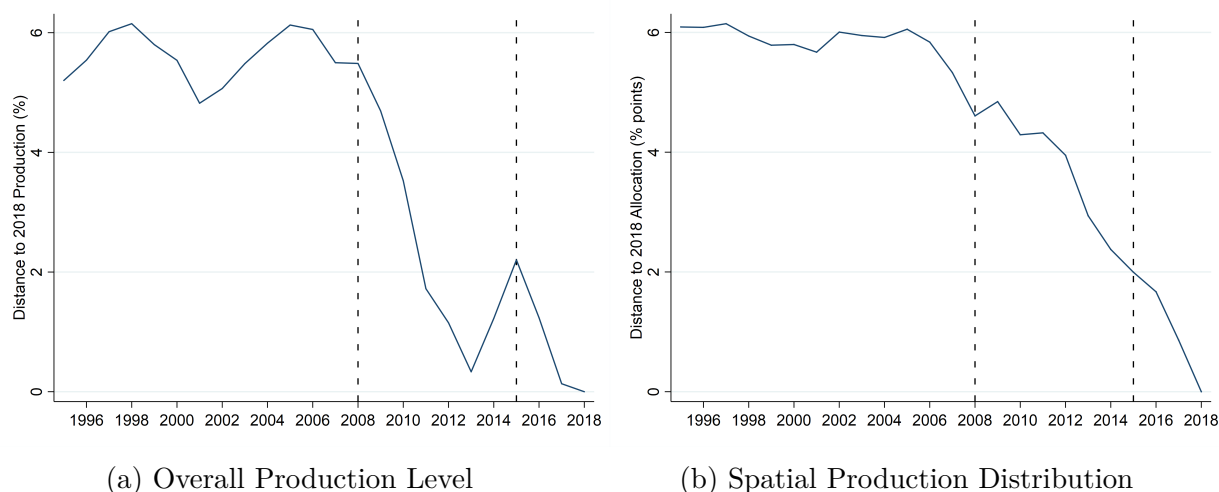 Distance to 2018 Production (%)
6
4
2
0
1996 1998 2000 2002 2004 2006 2008 2010 2012 2014 2016 2018
(a) Overall Production Level
Distance to 2018 Allocation (% points)
6
4
2
0
1996 1998 2000 2002 2004 2006 2008 2010 2012 2014 2016 2018
(b) Spatial Production Distribution